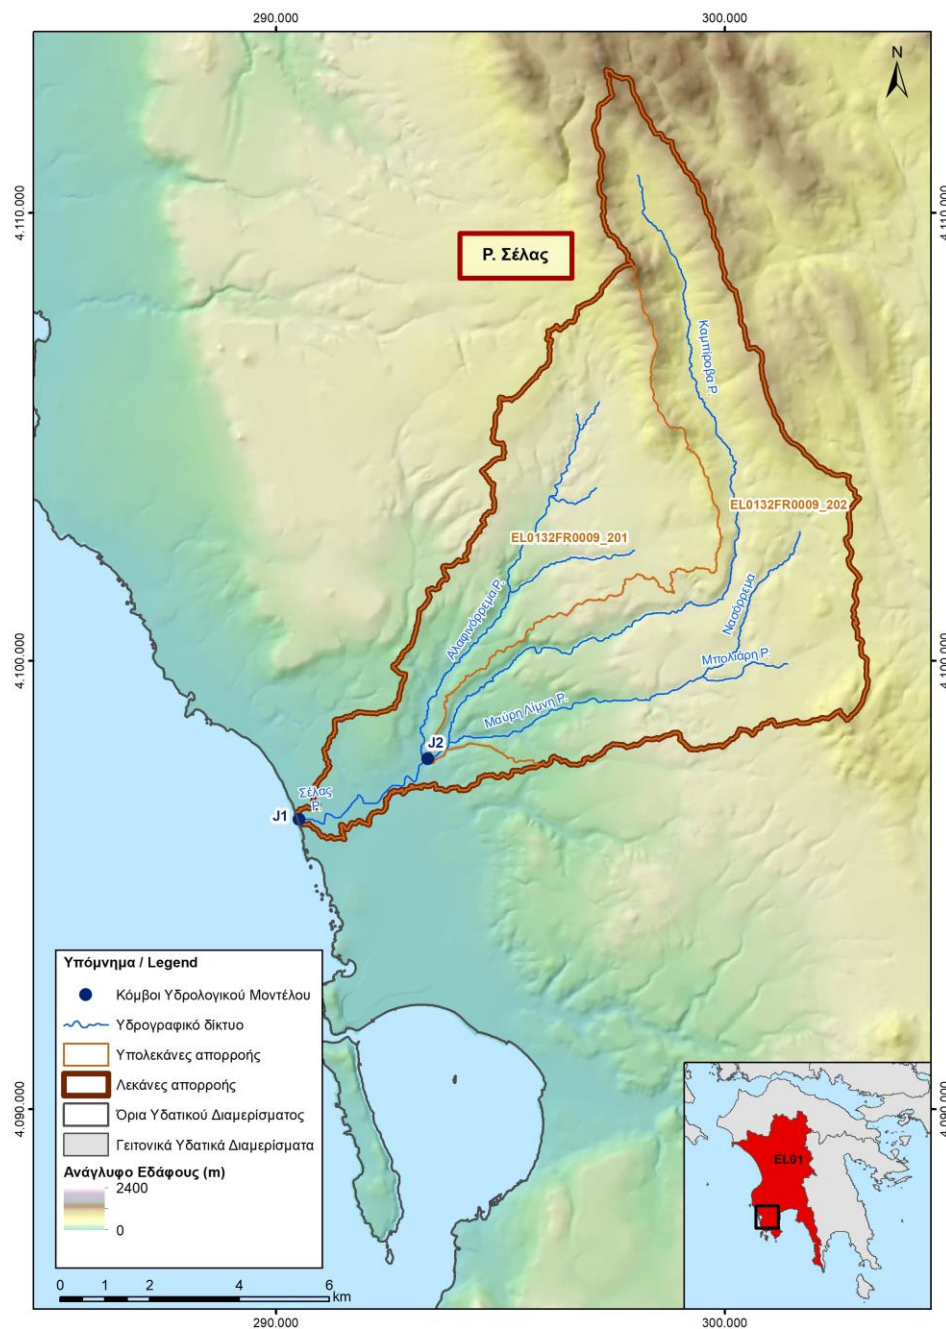 290.000
300.000
N
4.110.000
4.110.000
Ρ. Σέλας
Καμπίροβα Ρ.
EL0132FR0009_202
EL0132FR0009_201
Νασόρρεμα
Αλαφινόρρεμα Ρ.
4.100.000
4.100.000
Μπολιάρη Ρ.
Μαύρη Λίμνη Ρ.
J2
Σέλας
Ρ.
J1
Υπόμνημα / Legend
Κόμβοι Υδρολογικού Μοντέλου
Υδρογραφικό δίκτυο
Υπολεκάνες απορροής
Λεκάνες απορροής
Όρια Υδατικού Διαμερίσματος
Γειτονικά Υδατικά Διαμερίσματα
Ανάγλυφο Εδάφους (m)
2400
0
4.090.000
4.090.000
EL01
0 1 2 4 6
km
290.000
300.000